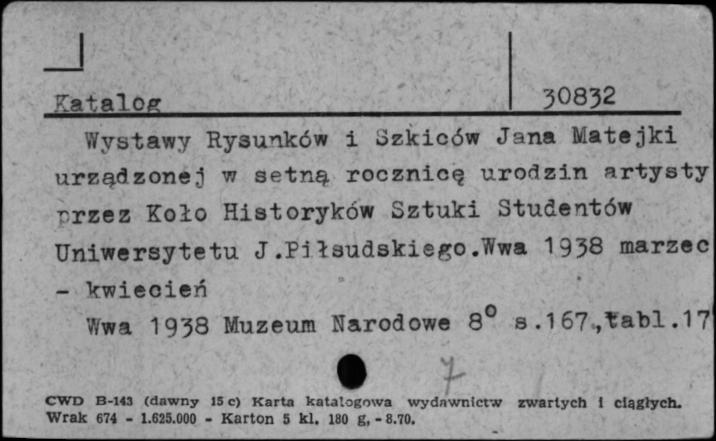 Katalog 30832
Wystawy Rysunków i Szkiców Jana Matejki
urządzonej w setną rocznicę urodzin artysty
przez Koło Historyków Sztuki Studentów
Uniwersytetu J.Piłsudskiego.Wwa 1938 marzec
- kwiecień
Wwa 1938 Muzeum Narodowe 8° s.167,tabl.17
7
CWD B-143 (dawny 15 c) Karta katalogowa wydawnictw zwartych i ciągłych.
Wrak 674 - 1.625.000 - Karton 5 kl. 180 g, - 8.70.